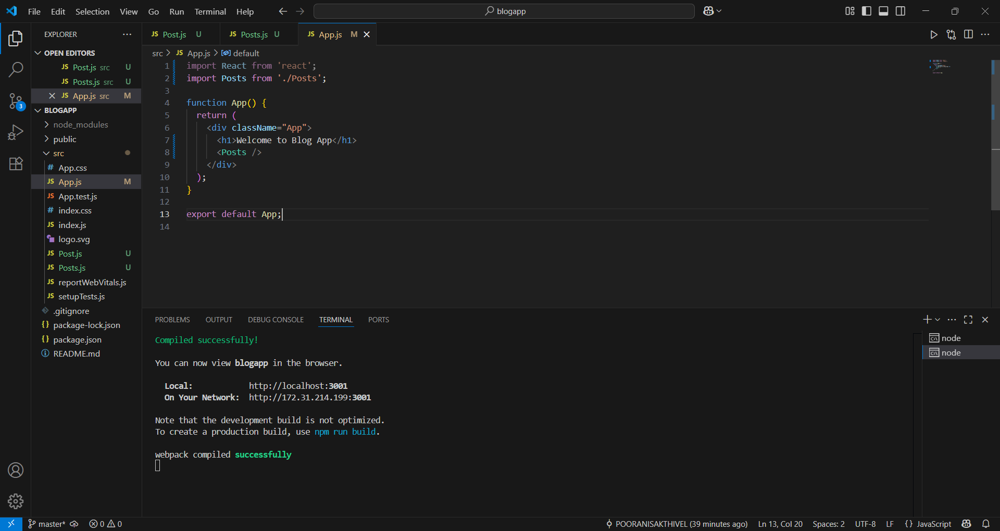 File Edit Selection View Go Run Terminal Help
blogapp
EXPLORER
OPEN EDITORS
JS Post.js src U
JS Posts.js src U
JS App.js src M
BLOGAPP
node_modules
public
src
# App.css
JS App.js M
JS App.test.js
# index.css
JS index.js
logo.svg
JS Post.js U
JS Posts.js U
JS reportWebVitals.js
JS setupTests.js
.gitignore
{} package-lock.json
{} package.json
README.md
3
JS Post.js U
JS Posts.js U
JS App.js M
src > JS App.js > default
1 import React from 'react';
2 import Posts from './Posts';
3
4 function App() {
5 return (
6 <div className="App">
7 <h1>Welcome to Blog App</h1>
8 <Posts />
9 </div>
10 );
11 }
12
13 export default App;
14
PROBLEMS OUTPUT DEBUG CONSOLE TERMINAL PORTS
Compiled successfully!
You can now view blogapp in the browser.
Local: http://localhost:3001
On Your Network: http://172.31.214.199:3001
Note that the development build is not optimized.
To create a production build, use npm run build.
webpack compiled successfully
node
node
master* 0 0
POORANISAKTHIVEL (39 minutes ago) Ln 13, Col 20 Spaces: 2 UTF-8 LF {} JavaScript